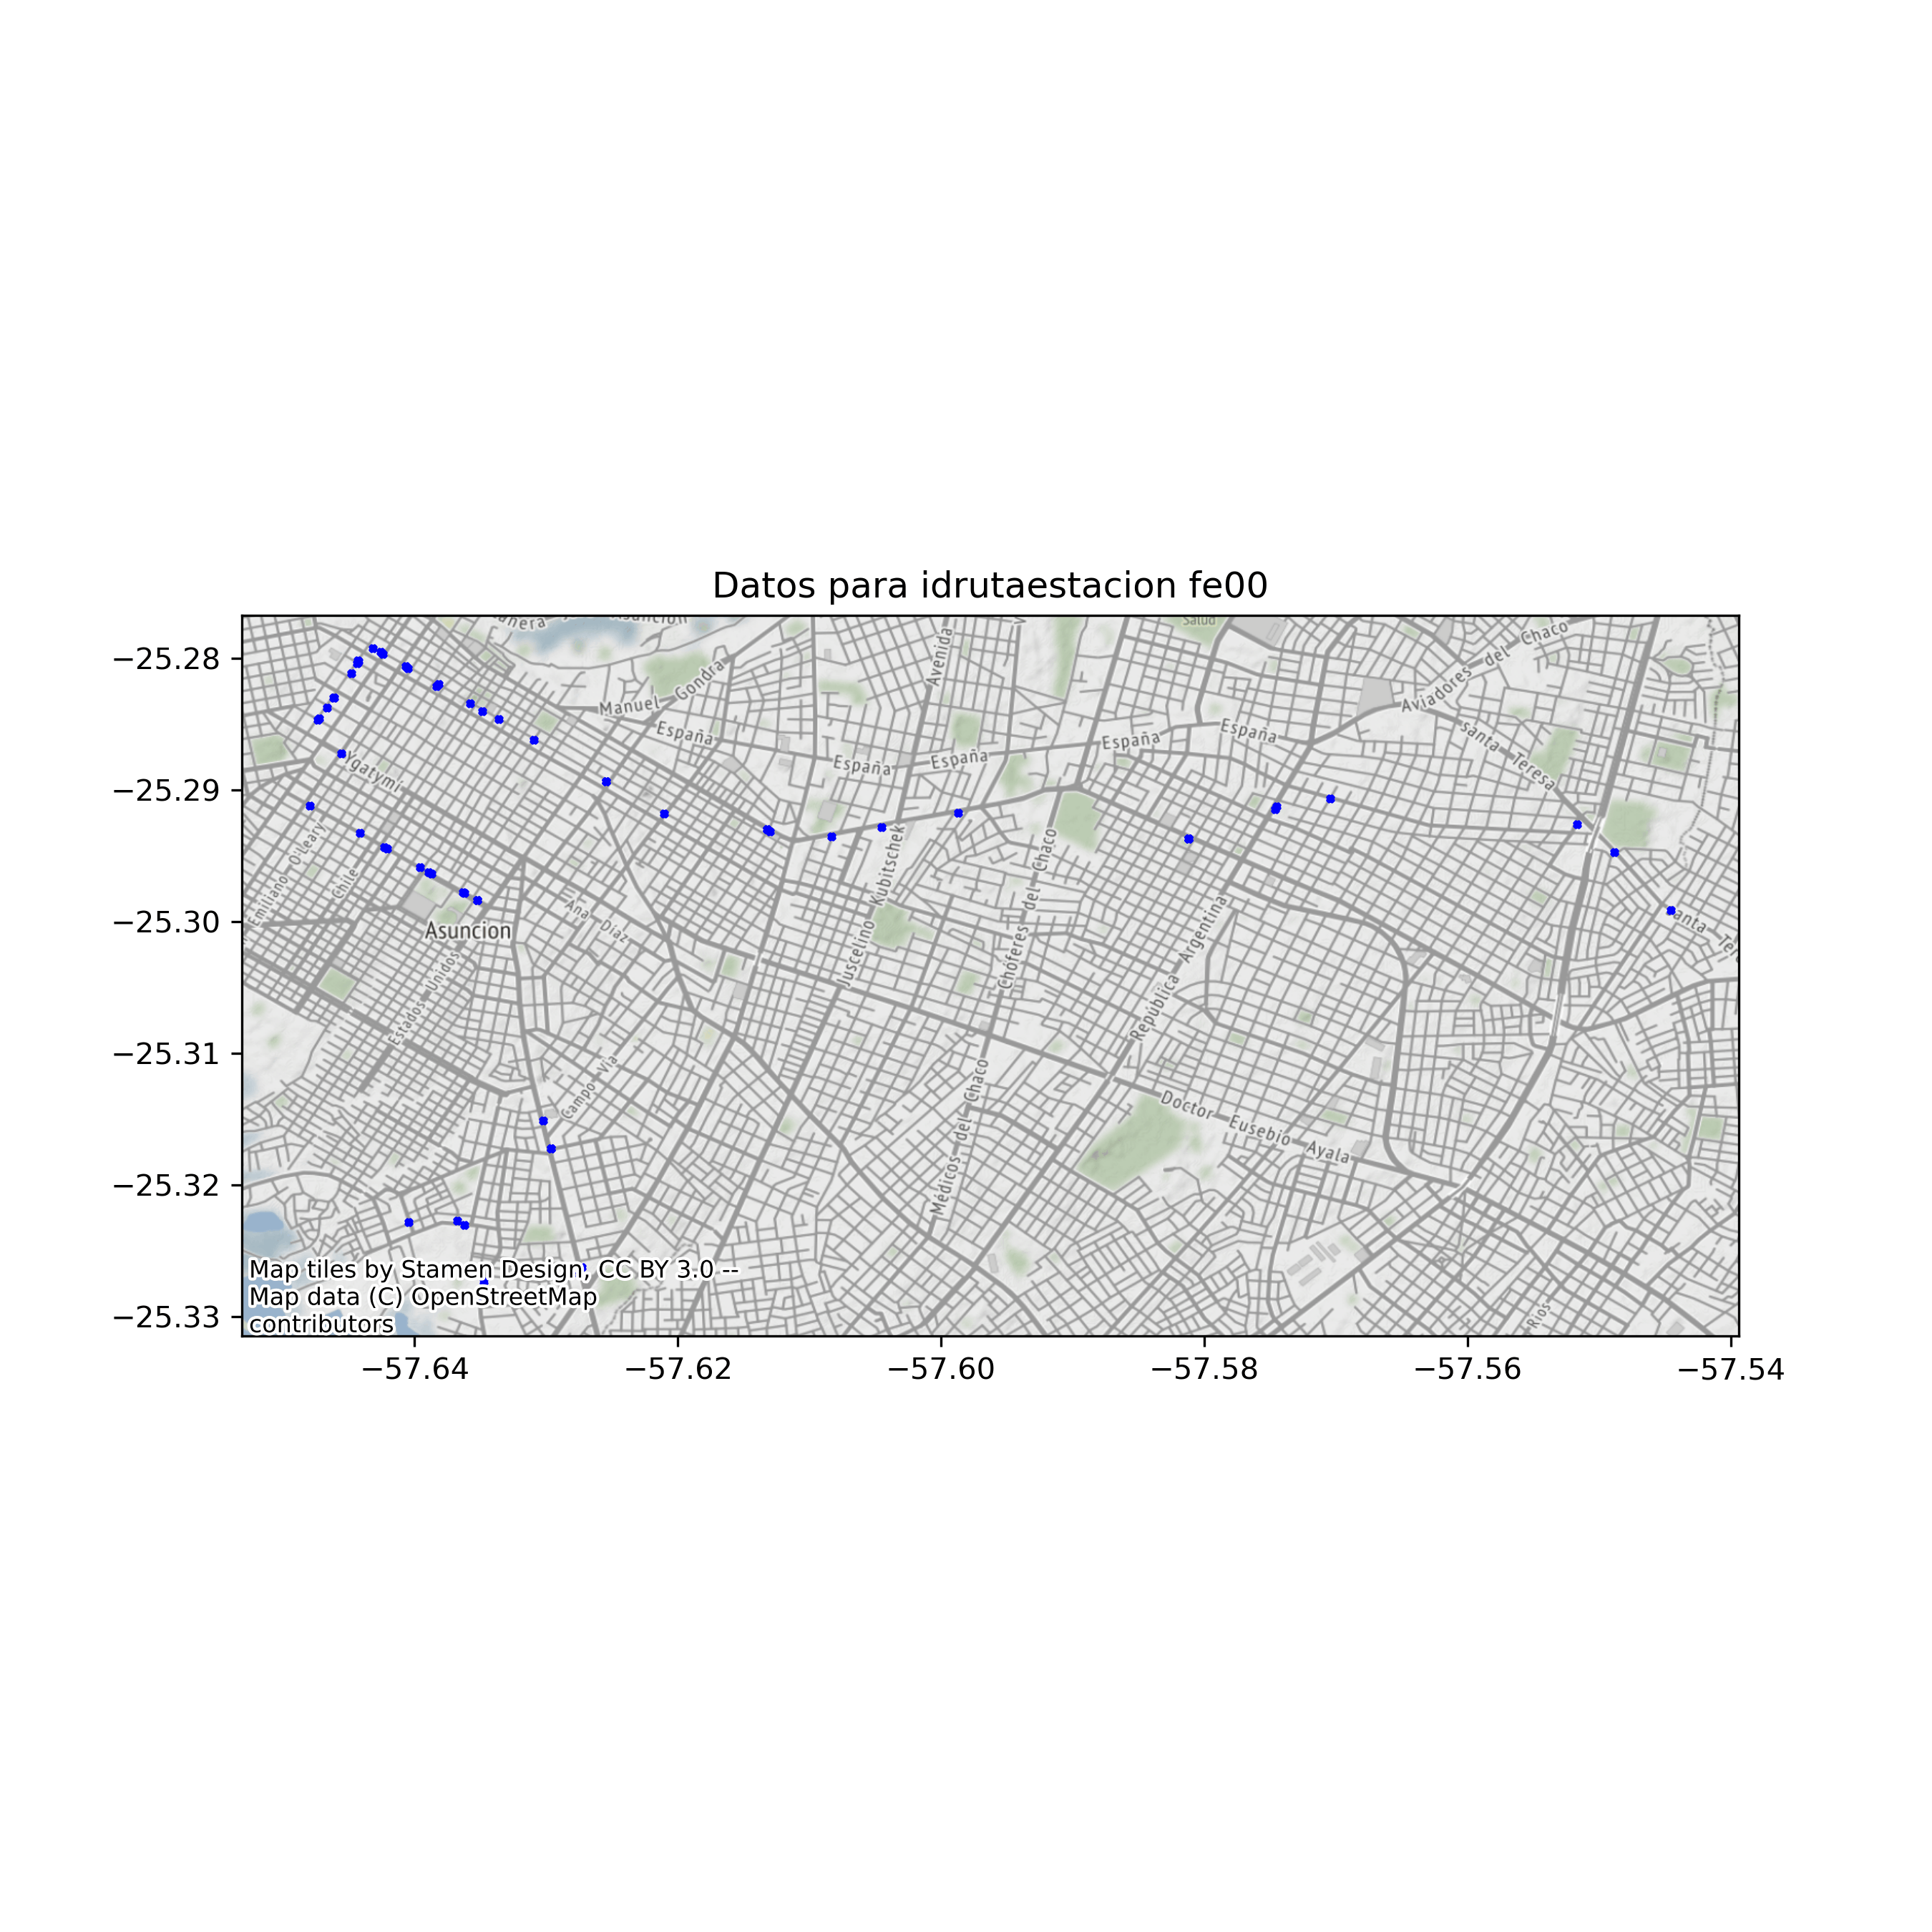 Datos para idrutaestacion fe00
−25.28
−25.29
−25.30
−25.31
−25.32
−25.33
−57.64
−57.62
−57.60
−57.58
−57.56
−57.54
Asuncion
Salud
Avenida
Manuel Gondra
España
España
España
España
España
Aviadores del Chaco
Santa Teresa
Ygatymi
Emiliano O'Leary
Chile
Asuncion
Ana Diaz
Estados Unidos
Juscelino Kubitschek
Choferes del Chaco
República Argentina
Santa
Campo Via
Médicos del Chaco
Doctor Eusebio Ayala
Rios
Map tiles by Stamen Design, CC BY 3.0 --
Map data (C) OpenStreetMap
contributors